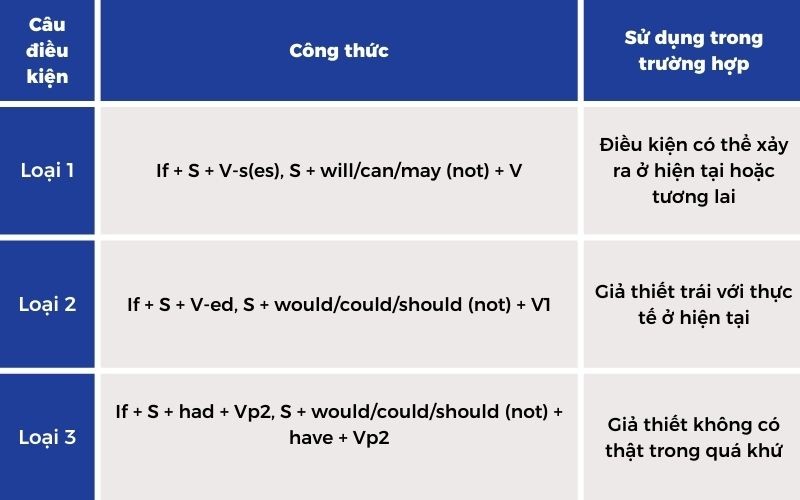 Câu
điều
kiện
Công thức
Sử dụng trong
trường hợp
Loại 1
If + S + V-s(es), S + will/can/may (not) + V
Điều kiện có thể xảy
ra ở hiện tại hoặc
tương lai
Loại 2
If + S + V-ed, S + would/could/should (not) + V1
Giả thiết trái với thực
tế ở hiện tại
Loại 3
If + S + had + Vp2, S + would/could/should (not) +
have + Vp2
Giả thiết không có
thật trong quá khứ